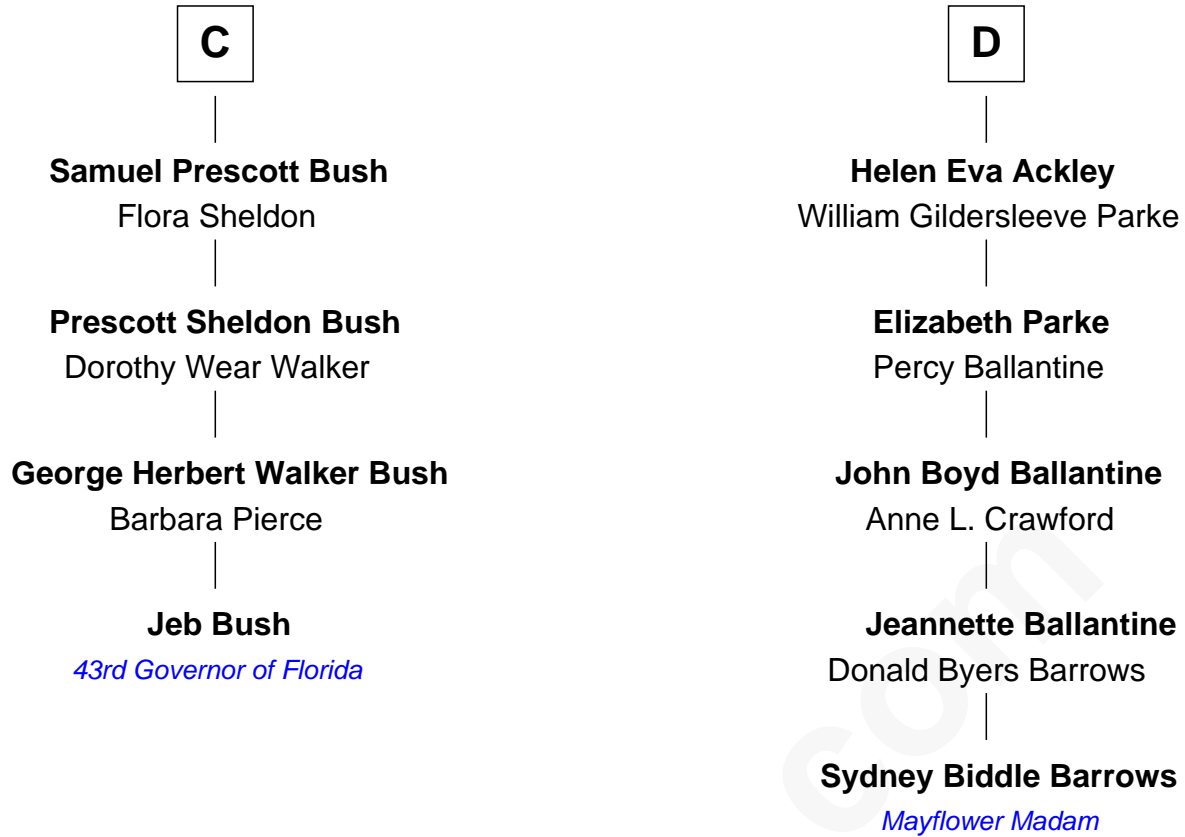 C
Samuel Prescott Bush
Flora Sheldon
Prescott Sheldon Bush
Dorothy Wear Walker
George Herbert Walker Bush
Barbara Pierce
Jeb Bush
43rd Governor of Florida
D
Helen Eva Ackley
William Gildersleeve Parke
Elizabeth Parke
Percy Ballantine
John Boyd Ballantine
Anne L. Crawford
Jeannette Ballantine
Donald Byers Barrows
Sydney Biddle Barrows
Mayflower Madam
com